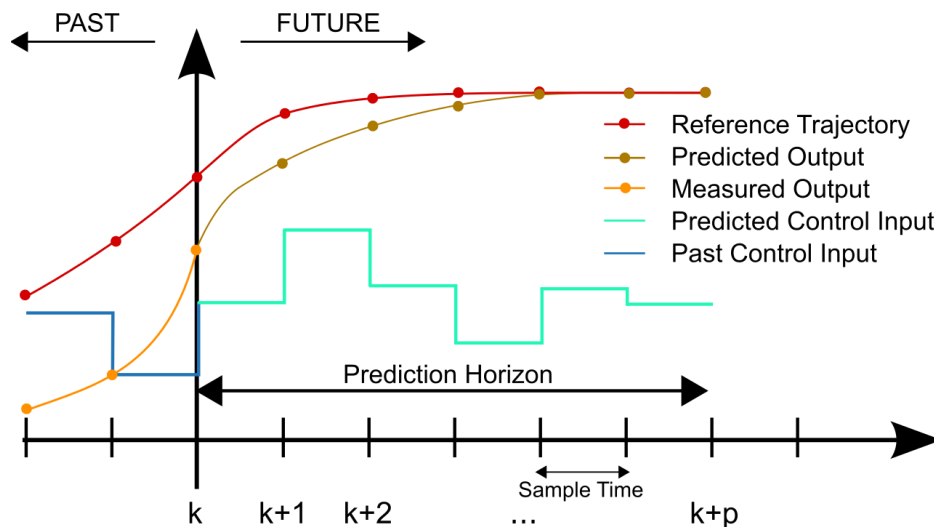 PAST
FUTURE
Reference Trajectory
Predicted Output
Measured Output
Predicted Control Input
Past Control Input
Prediction Horizon
Sample Time
k
k+1
k+2
...
k+p